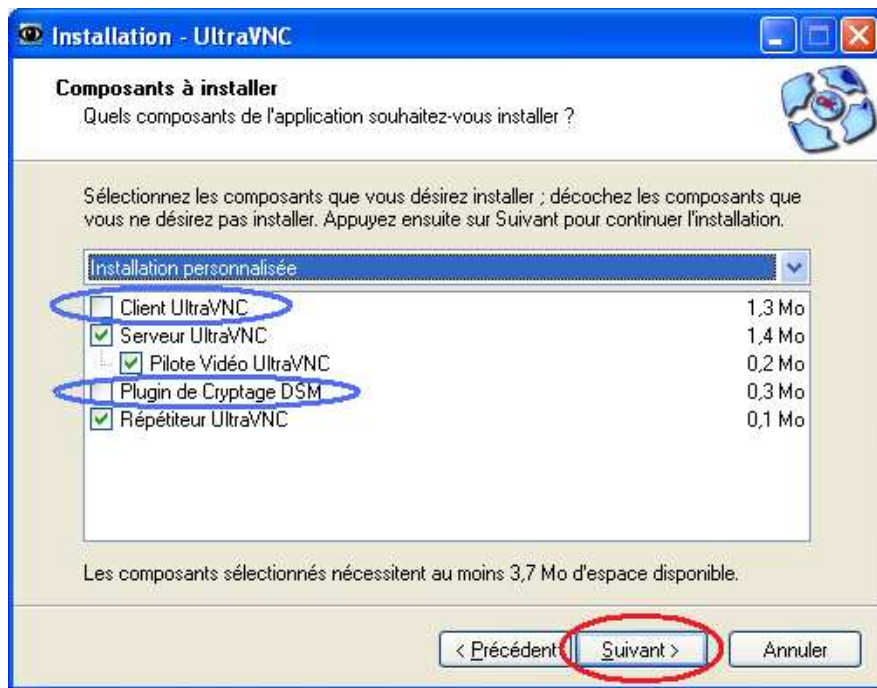 Installation - UltraVNC
Composants à installer
Quels composants de l'application souhaitez-vous installer ?
Sélectionnez les composants que vous désirez installer ; décochez les composants que
vous ne désirez pas installer. Appuyez ensuite sur Suivant pour continuer l'installation.
Installation personnalisée
Client UltraVNC 1,3 Mo
Serveur UltraVNC 1,4 Mo
Pilote Vidéo UltraVNC 0,2 Mo
Plugin de Cryptage DSM 0,3 Mo
Répétiteur UltraVNC 0,1 Mo
Les composants sélectionnés nécessitent au moins 3,7 Mo d'espace disponible.
< Précédent Suivant > Annuler